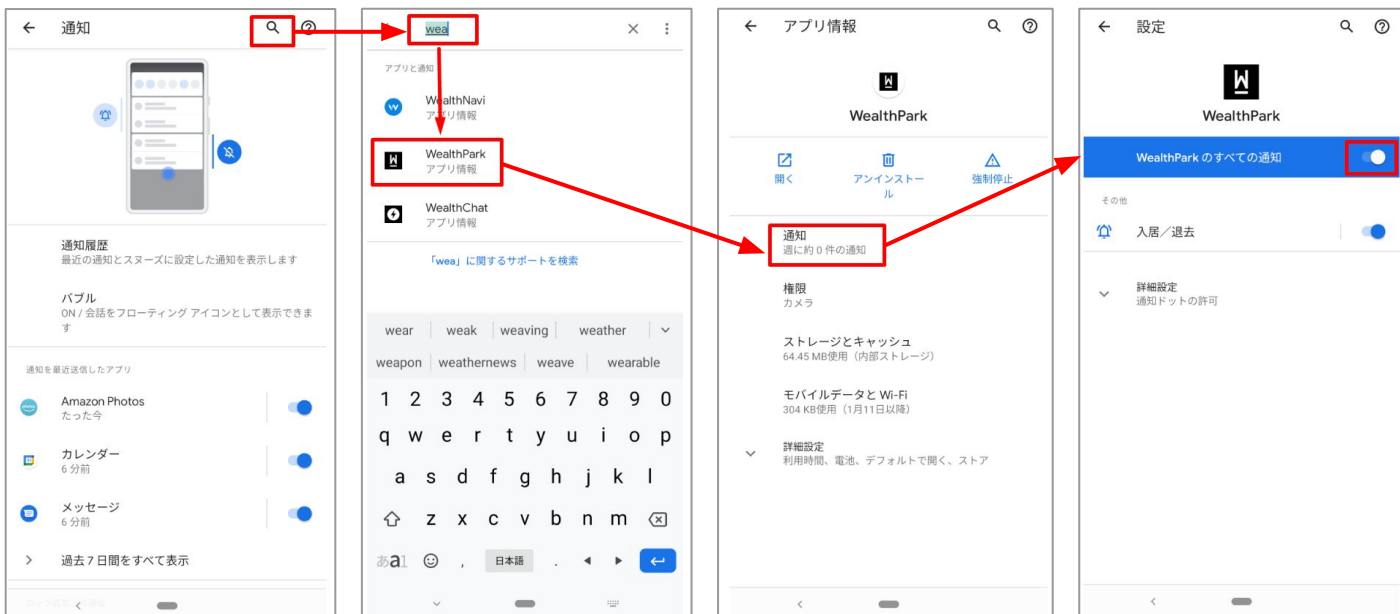 通知
通知履歴
最近の通知とスヌーズに設定した通知を表示します
バブル
ON / 会話をフローティング アイコンとして表示できま
す
通知を最近送信したアプリ
Amazon Photos
たった今
カレンダー
6 分前
メッセージ
6 分前
過去 7 日間をすべて表示
wea
アプリと通知
WealthNavi
アプリ情報
WealthPark
アプリ情報
WealthChat
アプリ情報
「wea」に関するサポートを検索
wear weak weaving weather
weapon weathernews weave wearable
1 2 3 4 5 6 7 8 9 0
q w e r t y u i o p
a s d f g h j k l
z x c v b n m
あa1 , 日本語 .
アプリ情報
WealthPark
開く アンインストー 強制停止
ル
通知
週に約 0 件の通知
権限
カメラ
ストレージとキャッシュ
64.45 MB使用（内部ストレージ）
モバイルデータと Wi-Fi
304 KB使用（1月11日以降）
詳細設定
利用時間、電池、デフォルトで開く、ストア
設定
WealthPark
WealthPark のすべての通知
その他
入居／退去
詳細設定
通知ドットの許可